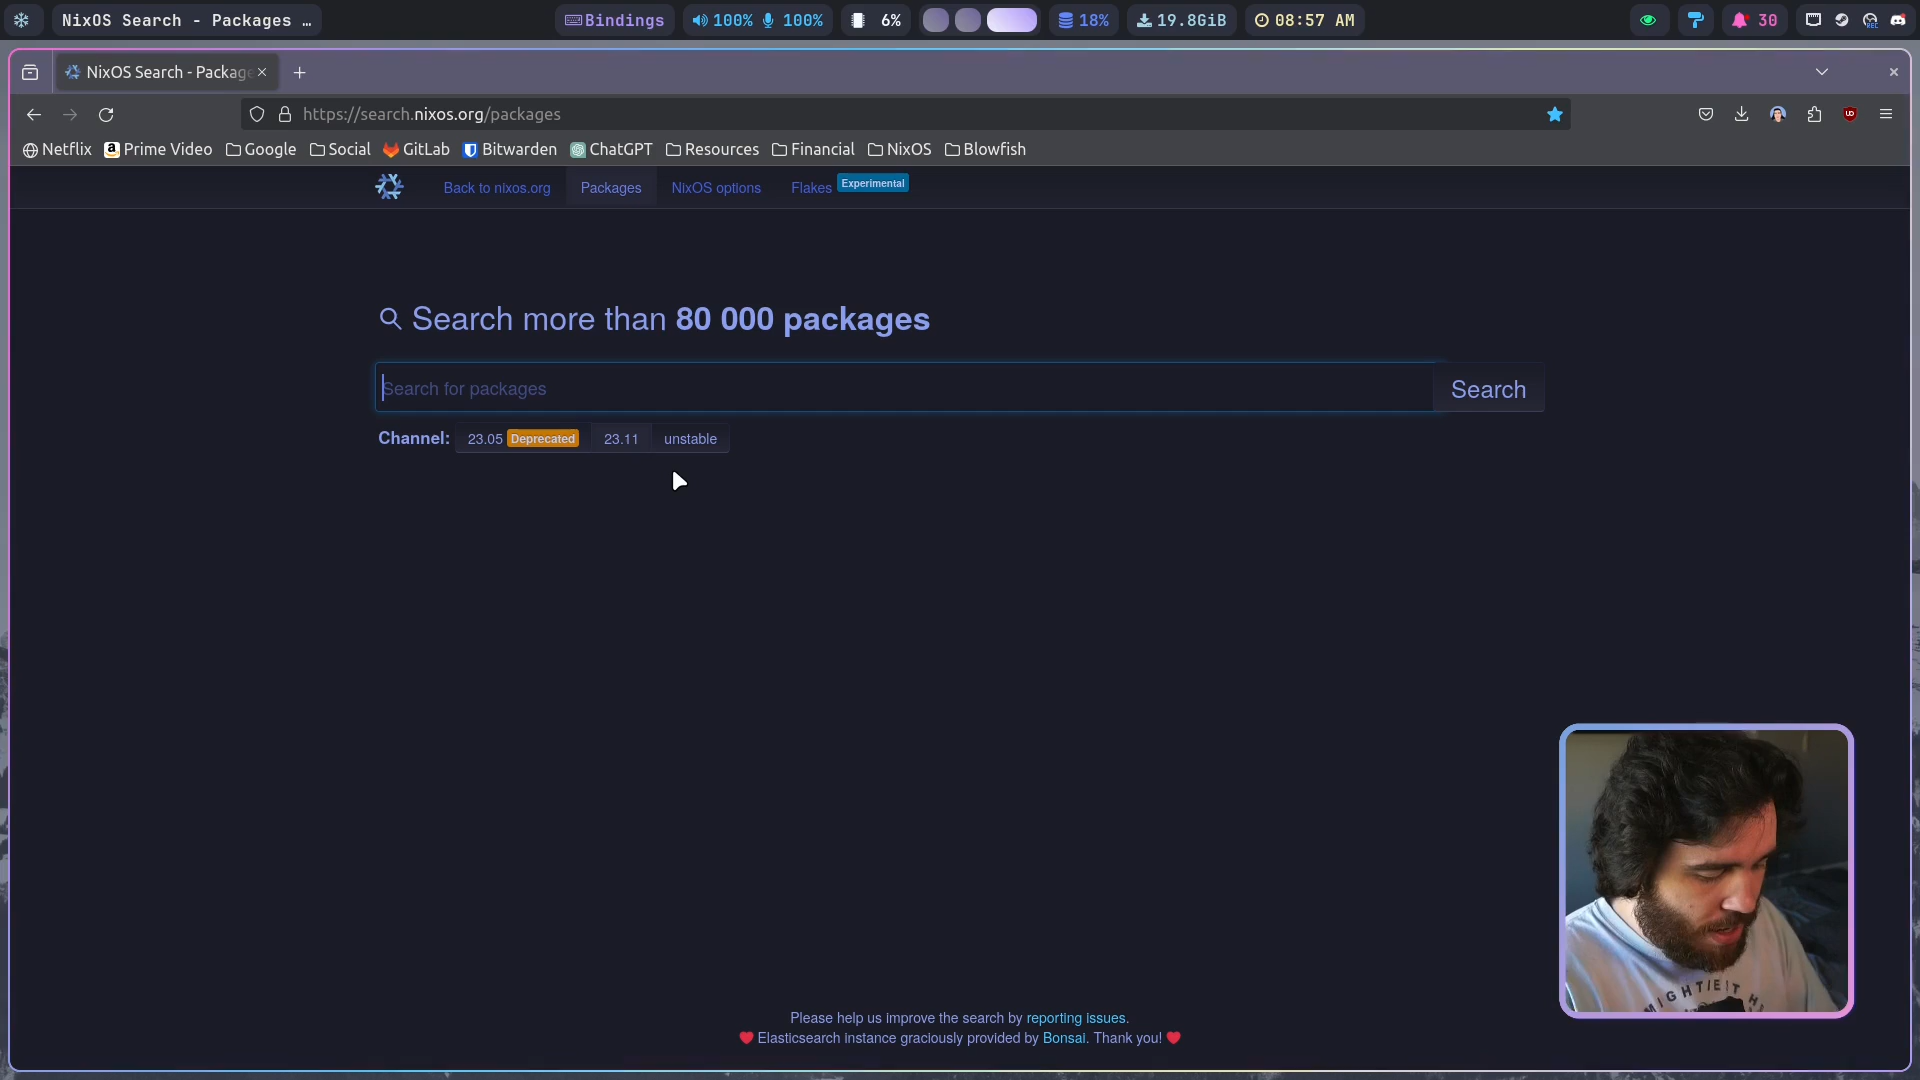 NixOS Search - Packages …
Bindings
100% 100%
6%
18%
19.8GiB
08:57 AM
30
REC
NixOS Search - Package
https://search.nixos.org/packages
Netflix
Prime Video
Google
Social
GitLab
Bitwarden
ChatGPT
Resources
Financial
NixOS
Blowfish
Back to nixos.org
Packages
NixOS options
Flakes Experimental
Search more than 80 000 packages
Search for packages
Search
Channel: 23.05 Deprecated 23.11 unstable
Please help us improve the search by reporting issues.
Elasticsearch instance graciously provided by Bonsai. Thank you!